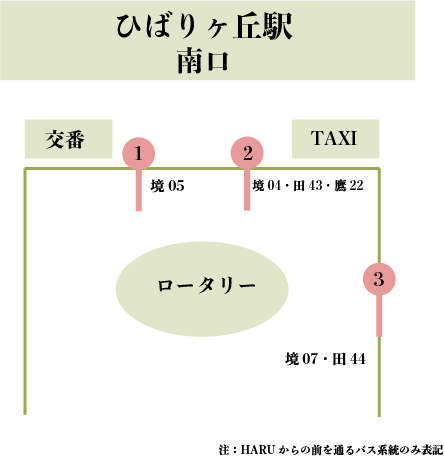 ひばりヶ丘駅
南口
交番
1
2
TAXI
境 05
境 04・田 43・鷹 22
ロータリー
3
境 07・田 44
注：HARU からの前を通るバス系統のみ表記